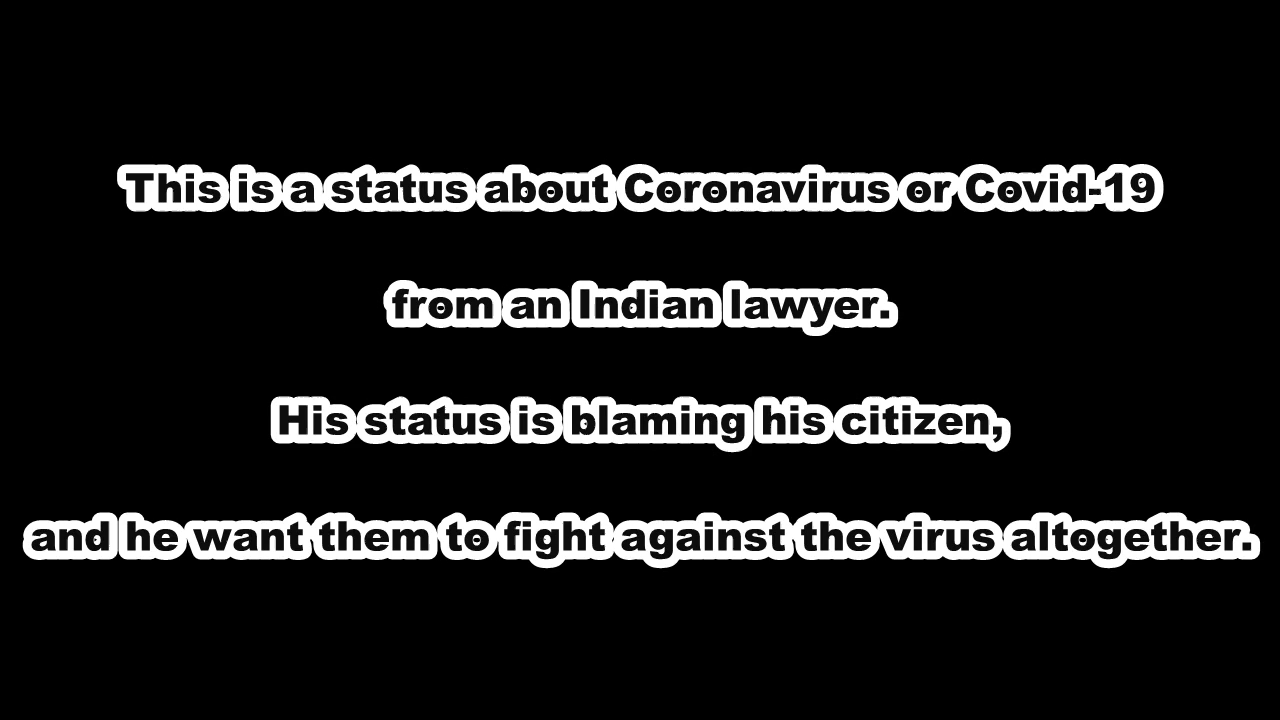 This is a status about Coronavirus or Covid-19
from an Indian lawyer.
His status is blaming his citizen,
and he want them to fight against the virus altogether.